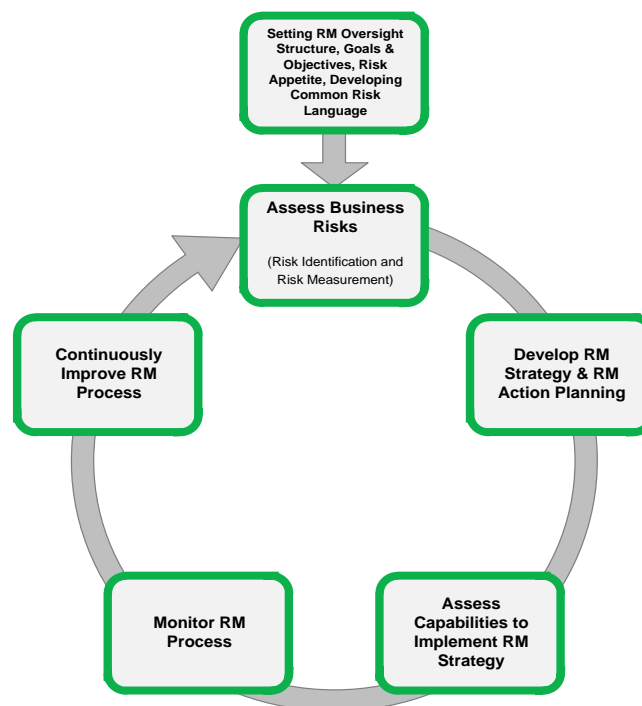 Setting RM Oversight
Structure, Goals &
Objectives, Risk
Appetite, Developing
Common Risk
Language
Assess Business
Risks
(Risk Identification and
Risk Measurement)
Continuously
Improve RM
Process
Develop RM
Strategy & RM
Action Planning
Monitor RM
Process
Assess
Capabilities to
Implement RM
Strategy